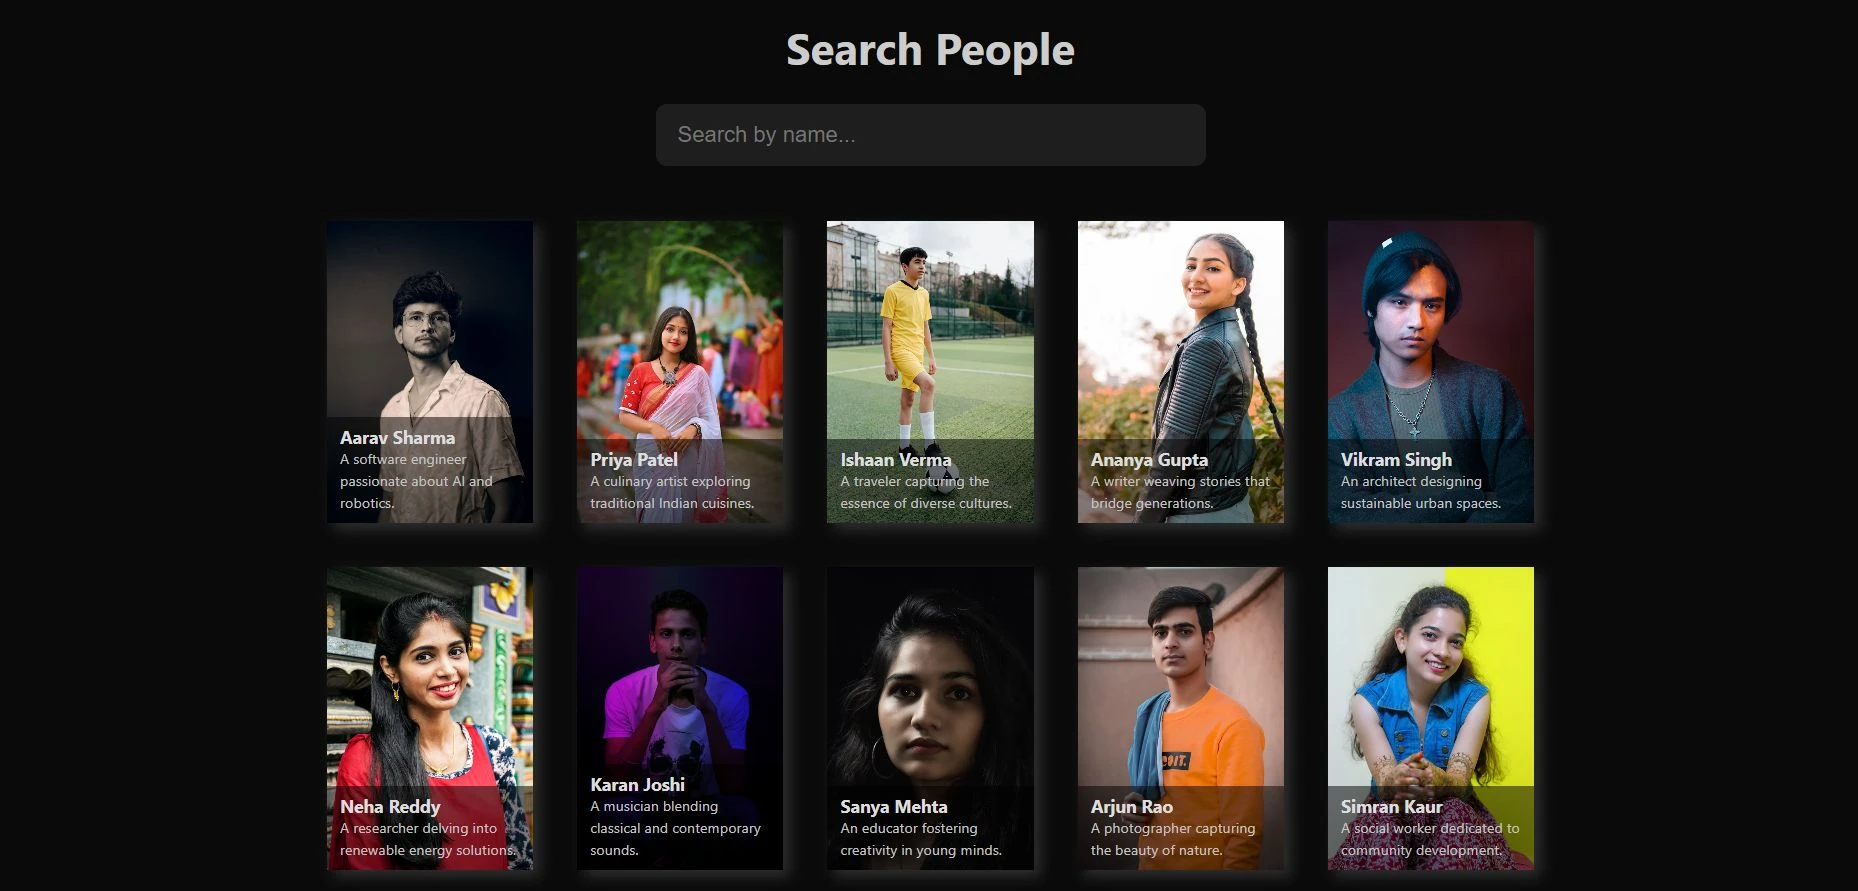 Search People
Search by name...
Aarav Sharma
A software engineer
passionate about AI and
robotics.
Priya Patel
A culinary artist exploring
traditional Indian cuisines.
Ishaan Verma
A traveler capturing the
essence of diverse cultures.
Ananya Gupta
A writer weaving stories that
bridge generations.
Vikram Singh
An architect designing
sustainable urban spaces.
Neha Reddy
A researcher delving into
renewable energy solutions.
Karan Joshi
A musician blending
classical and contemporary
sounds.
Sanya Mehta
An educator fostering
creativity in young minds.
Arjun Rao
A photographer capturing
the beauty of nature.
Simran Kaur
A social worker dedicated to
community development.